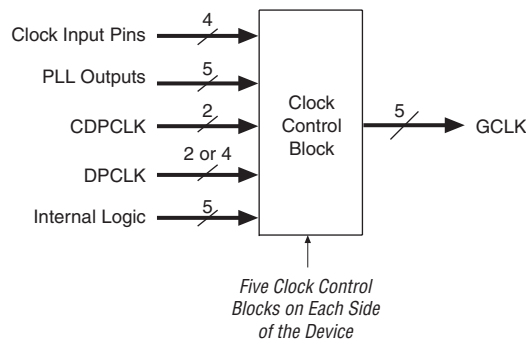 Clock Input Pins
4
PLL Outputs
5
CDPCLK
2
DPCLK
2 or 4
Internal Logic
5
Clock
Control
Block
5
GCLK
Five Clock Control
Blocks on Each Side
of the Device